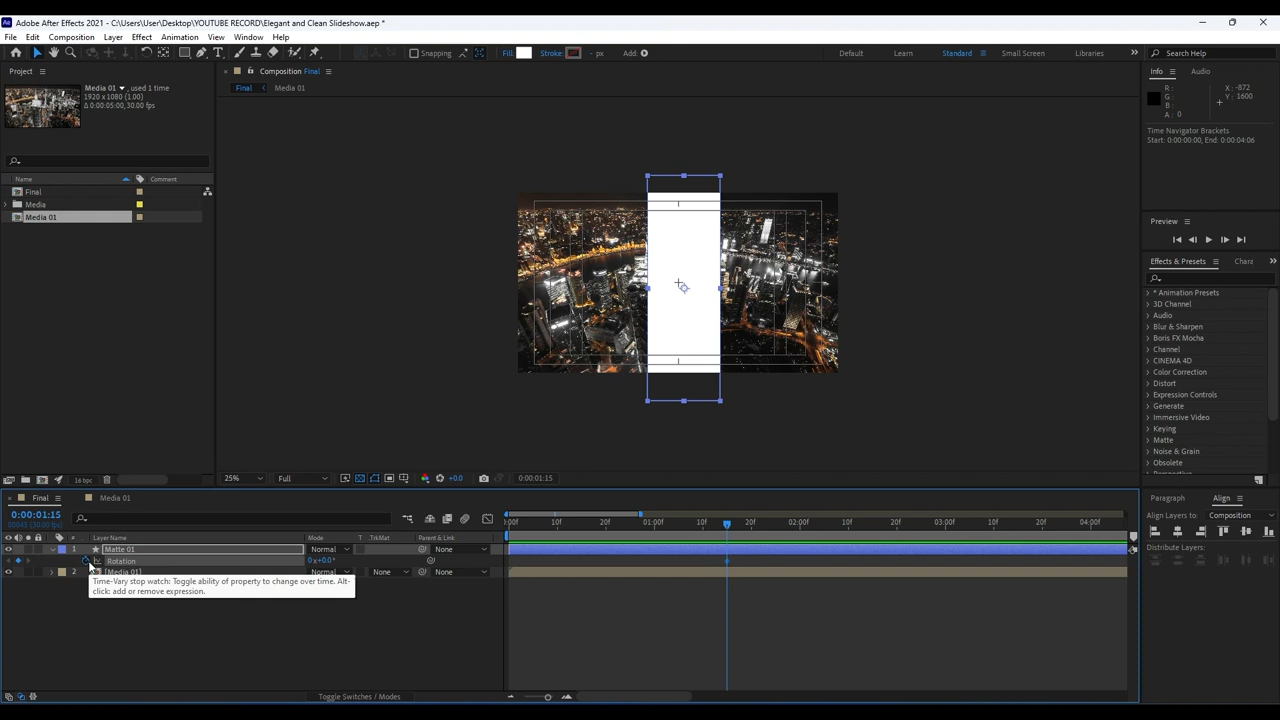 Adobe After Effects 2021 - C:\Users\User\Desktop\YOUTUBE RECORD\Elegant and Clean Slideshow.aep *
File Edit Composition Layer Effect Animation View Window Help
Snapping Fill: Stroke: - px Add: Default Learn Standard Small Screen Libraries Search Help
Project Composition Final Info Audio
Final Media 01
Media 01 , used 1 time
1920 x 1080 (1.00)
Δ 0:00:05:00, 30.00 fps
R : X : -872
G : Y : 1600
B :
A : 0
Time Navigator Brackets
Start: 0:00:00:00, End: 0:00:04:06
Name Comment
Final
Media
Media 01
Preview
Effects & Presets Chara
* Animation Presets
3D Channel
Audio
Blur & Sharpen
Boris FX Mocha
Channel
CINEMA 4D
Color Correction
Distort
Expression Controls
Generate
Immersive Video
Keying
Matte
Noise & Grain
Obsolete
16 bpc 25% Full +0.0 0:00:01:15
Final Media 01 Paragraph Align
0:00:01:15
Align Layers to: Composition
:00f 10f 20f 01:00f 10f 20f 02:00f 10f 20f 03:00f 10f 20f 04:00f
# Layer Name Mode T .TrkMat Parent & Link
1 Matte 01 Normal None
Distribute Layers:
Rotation 0x+0.0°
2 [Media 01] Normal None None
Time-Vary stop watch: Toggle ability of property to change over time. Alt-
click: add or remove expression.
Toggle Switches / Modes